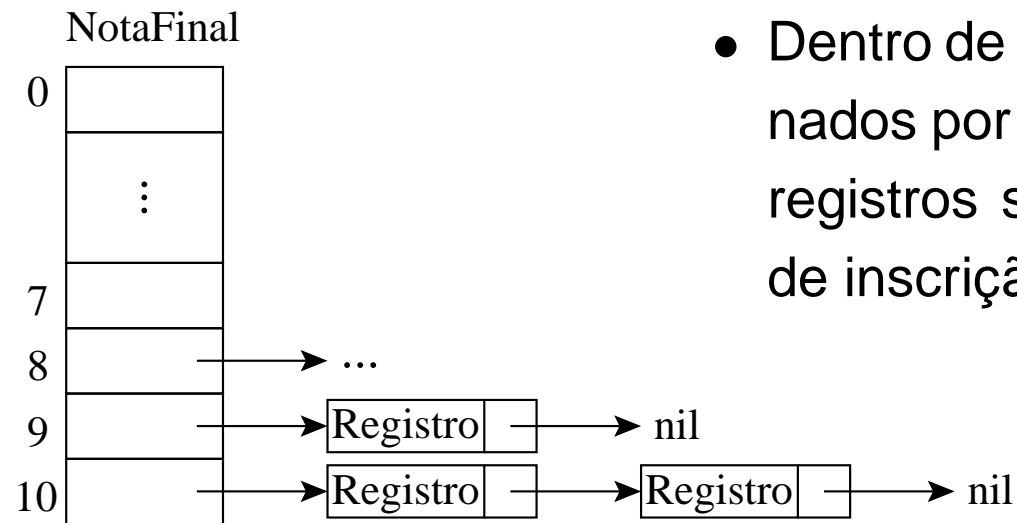 NotaFinal
0
...
7
8 ...
9 Registro nil
10 Registro Registro nil
• Dentro de
nados por
registros s
de inscriçã